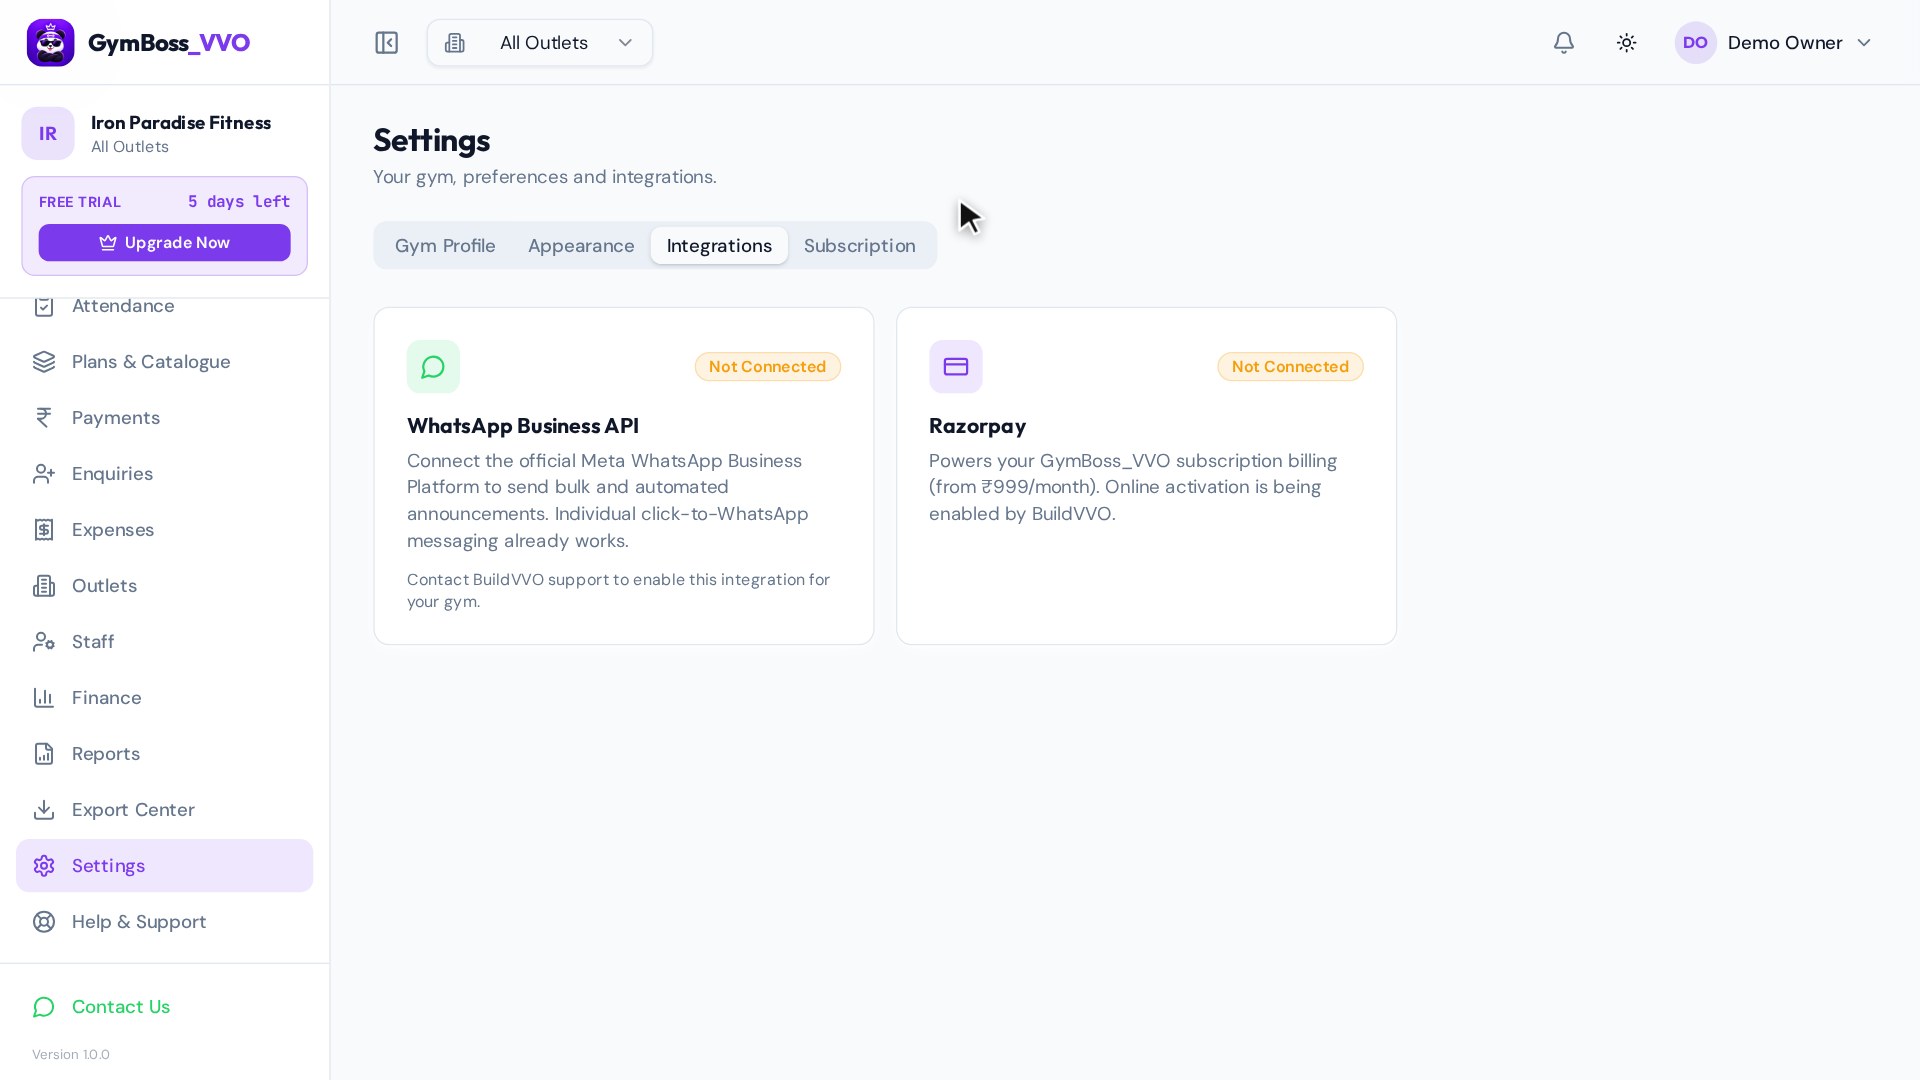 GymBoss_VVO
All Outlets
DO
Demo Owner
IR
Iron Paradise Fitness
All Outlets
FREE TRIAL
5 days left
Upgrade Now
Attendance
Plans & Catalogue
Payments
Enquiries
Expenses
Outlets
Staff
Finance
Reports
Export Center
Settings
Help & Support
Contact Us
Version 1.0.0
Settings
Your gym, preferences and integrations.
Gym Profile
Appearance
Integrations
Subscription
Not Connected
WhatsApp Business API
Connect the official Meta WhatsApp Business
Platform to send bulk and automated
announcements. Individual click-to-WhatsApp
messaging already works.
Contact BuildVVO support to enable this integration for
your gym.
Not Connected
Razorpay
Powers your GymBoss_VVO subscription billing
(from ₹999/month). Online activation is being
enabled by BuildVVO.